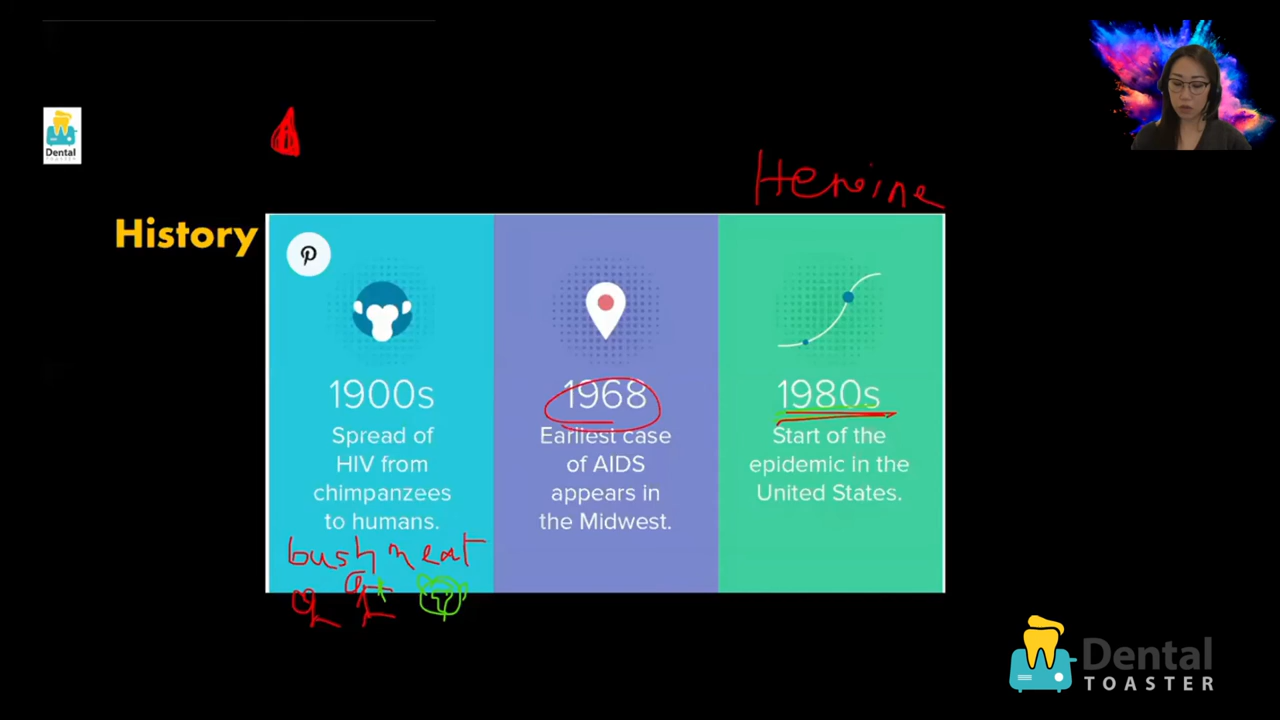 Dental
TOASTER
Heroine
History
1900s
Spread of
HIV from
chimpanzees
to humans.
bush meat
1968
Earliest case
of AIDS
appears in
the Midwest.
1980s
Start of the
epidemic in the
United States.
Dental
TOASTER